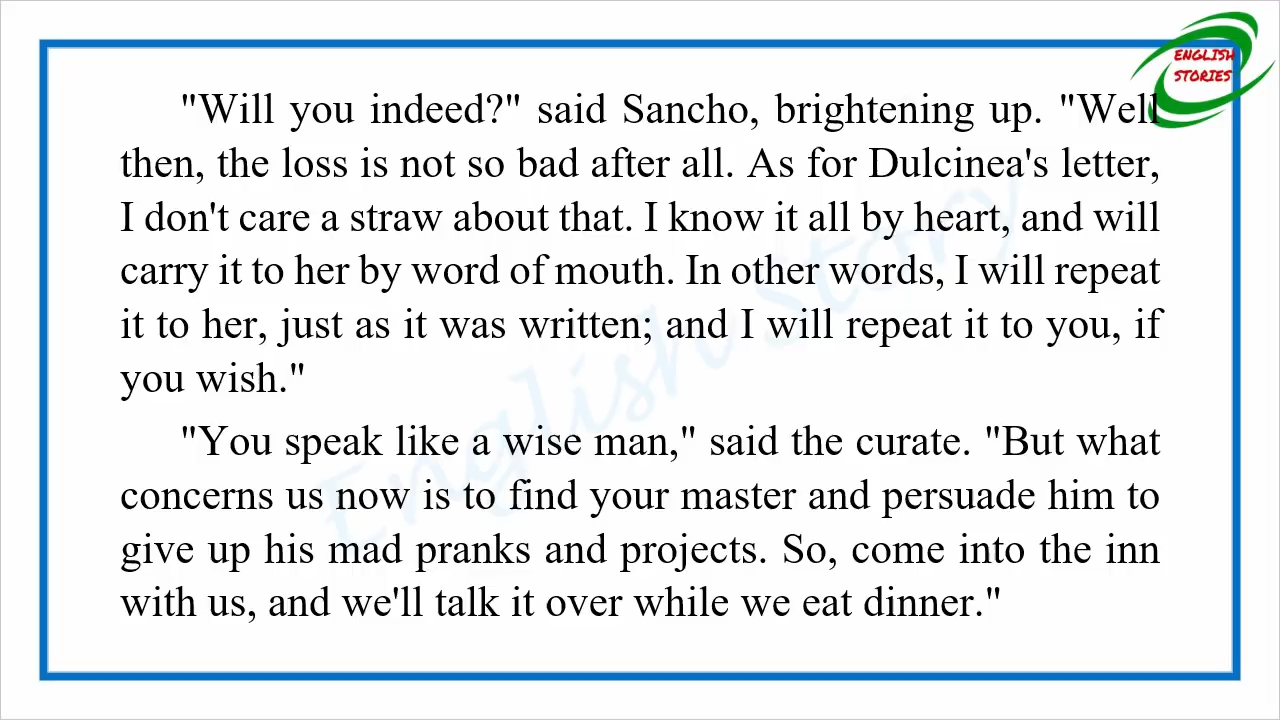 ENGLISH
STORIES
"Will you indeed?" said Sancho, brightening up. "Well
then, the loss is not so bad after all. As for Dulcinea's letter,
I don't care a straw about that. I know it all by heart, and will
carry it to her by word of mouth. In other words, I will repeat
it to her, just as it was written; and I will repeat it to you, if
you wish."
"You speak like a wise man," said the curate. "But what
concerns us now is to find your master and persuade him to
give up his mad pranks and projects. So, come into the inn
with us, and we'll talk it over while we eat dinner."
English Story